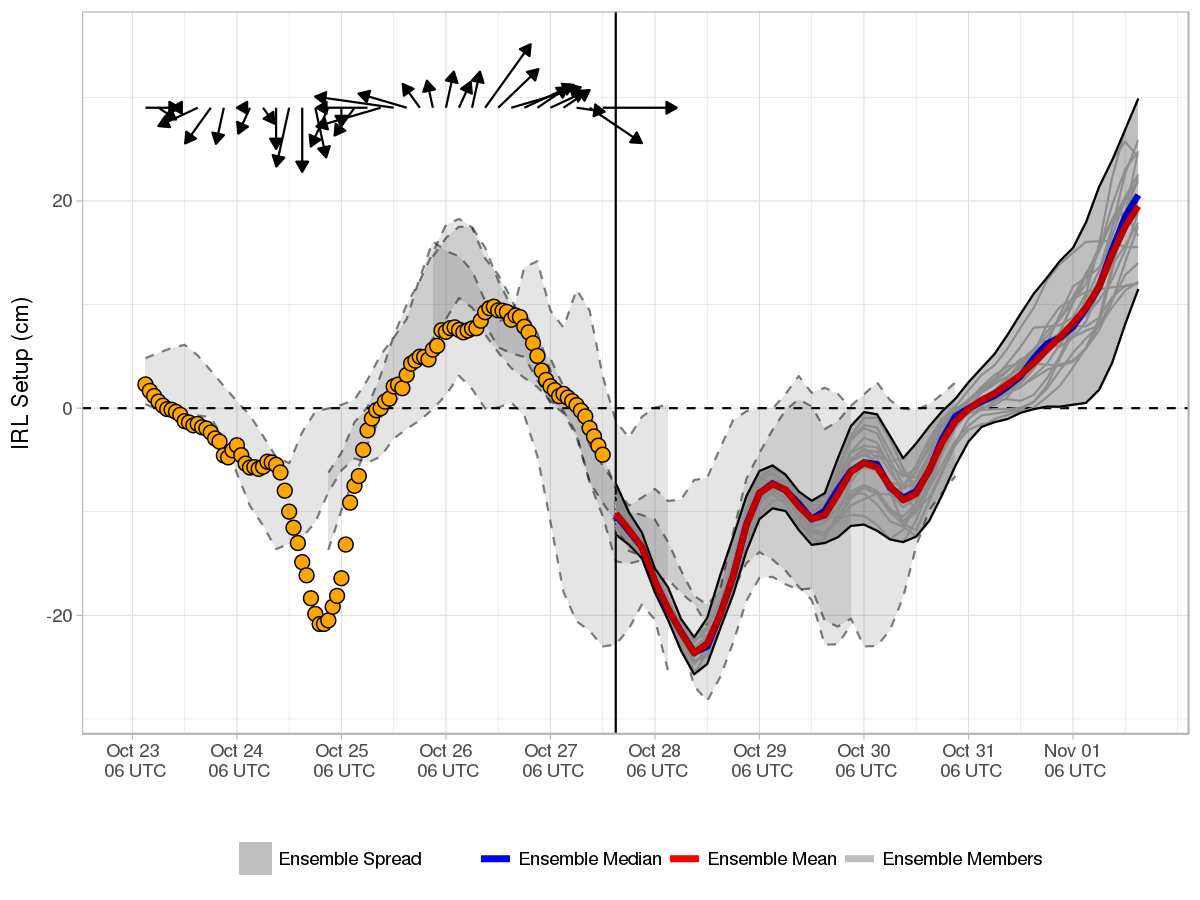 IRL Setup (cm)
20
0
-20
Oct 23 Oct 24 Oct 25 Oct 26 Oct 27 Oct 28 Oct 29 Oct 30 Oct 31 Nov 01
06 UTC 06 UTC 06 UTC 06 UTC 06 UTC 06 UTC 06 UTC 06 UTC 06 UTC 06 UTC
Ensemble Spread Ensemble Median Ensemble Mean Ensemble Members